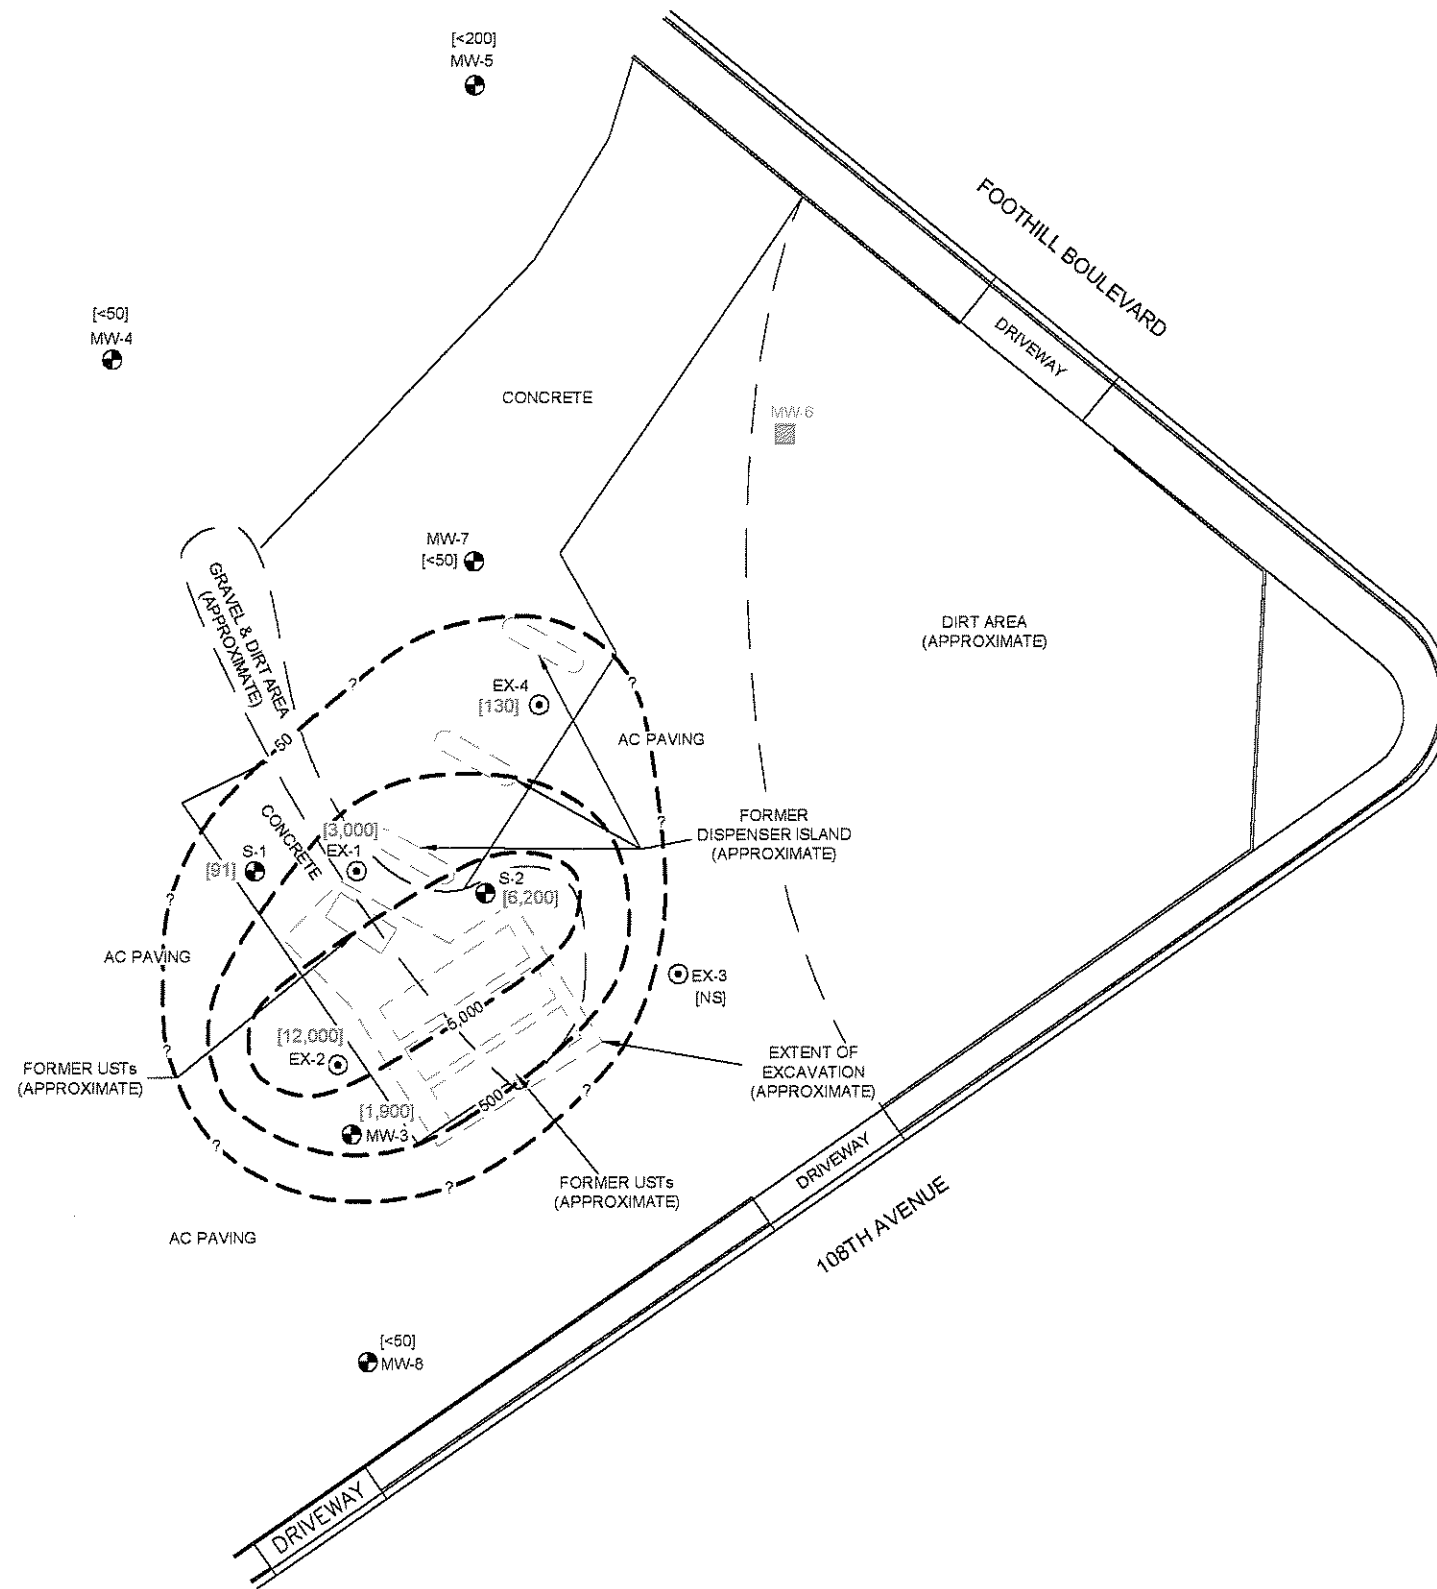 [<200]
MW-5
FOOTHILL BOULEVARD
DRIVEWAY
[<50]
MW-4
CONCRETE
MW-6
MW-7
[<50]
GRAVEL & DIRT AREA
(APPROXIMATE)
DIRT AREA
(APPROXIMATE)
?
?
EX-4
[130]
50
AC PAVING
CONCRETE
FORMER
DISPENSER ISLAND
(APPROXIMATE)
?
[3,000]
EX-1
S-1
[91]
S-2
[6,200]
?
AC PAVING
EX-3
[NS]
5,000
[12,000]
EX-2
?
FORMER USTs
(APPROXIMATE)
EXTENT OF
EXCAVATION
(APPROXIMATE)
500
?
[1,900]
MW-3
?
?
FORMER USTs
(APPROXIMATE)
DRIVEWAY
108TH AVENUE
AC PAVING
[<50]
MW-8
DRIVEWAY